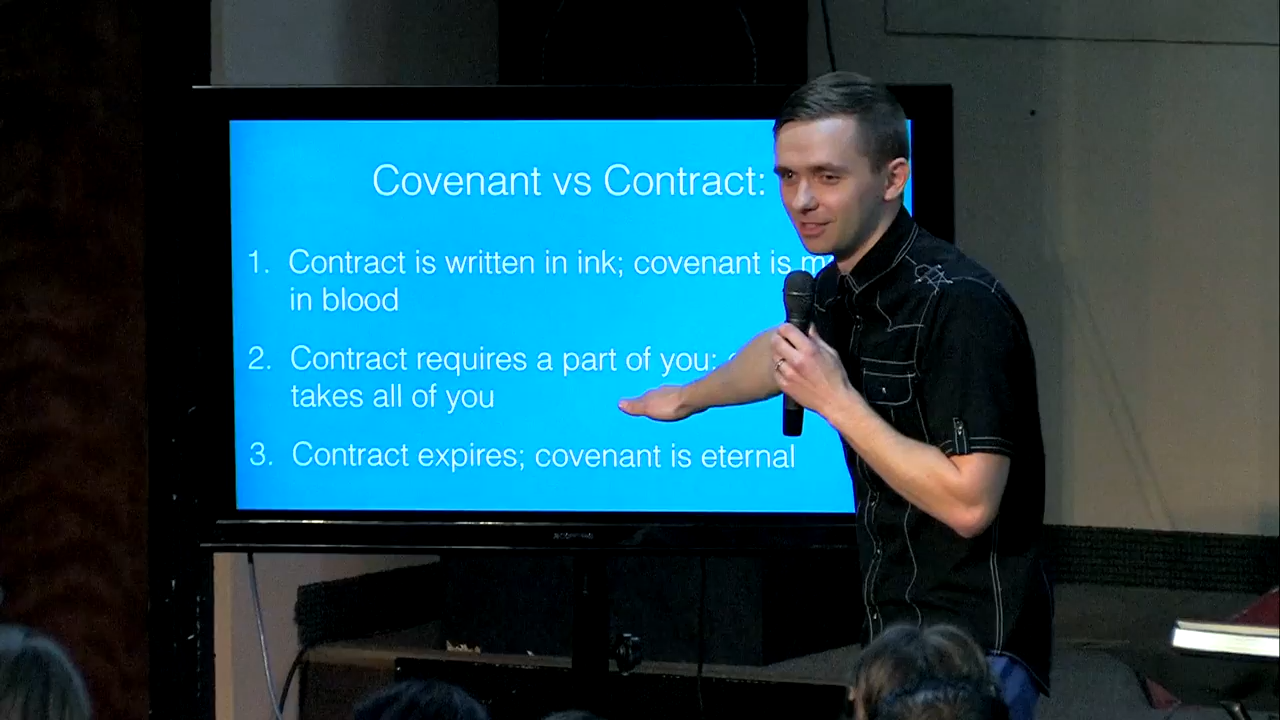 Covenant vs Contract:
1. Contract is written in ink; covenant is
in blood
2. Contract requires a part of you;
takes all of you
3. Contract expires; covenant is eternal